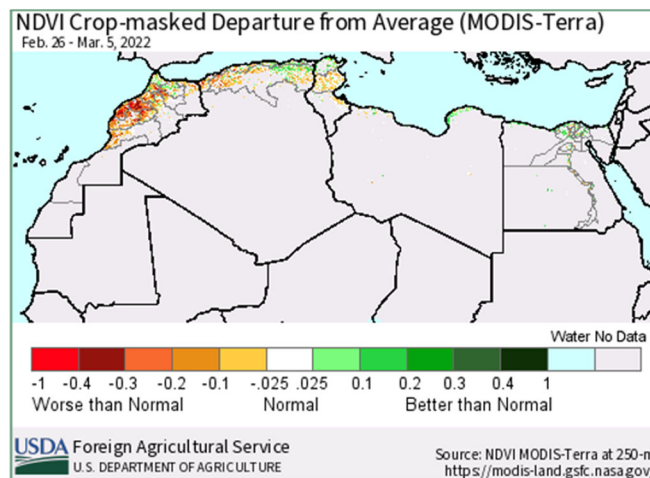 NDVI Crop-masked Departure from Average (MODIS-Terra)
Feb. 26 - Mar. 5, 2022
Water No Data
-1 -0.4 -0.3 -0.2 -0.1 -.025 .025 0.1 0.2 0.3 0.4 1
Worse than Normal Normal Better than Normal
USDA Foreign Agricultural Service
U.S. DEPARTMENT OF AGRICULTURE
Source: NDVI MODIS-Terra at 250-m
https://modis-land.gsfc.nasa.gov/